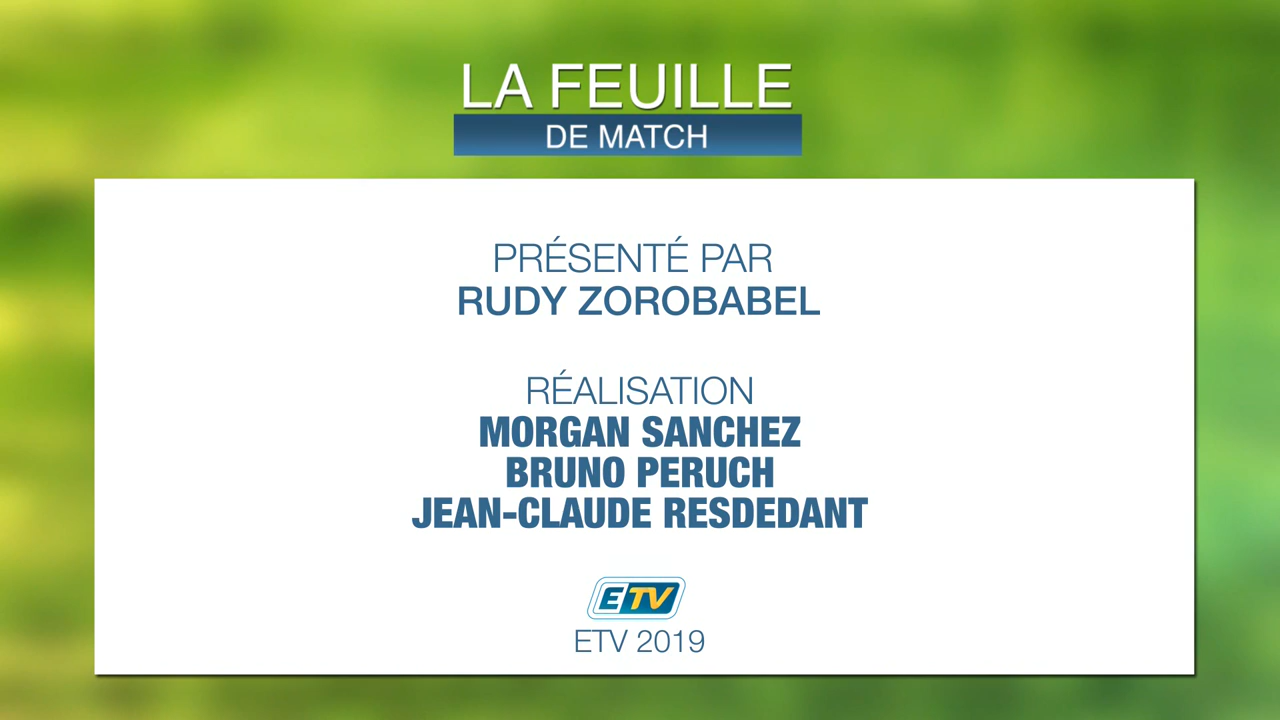 LA FEUILLE
DE MATCH
PRÉSENTÉ PAR
RUDY ZOROBABEL
RÉALISATION
MORGAN SANCHEZ
BRUNO PERUCH
JEAN-CLAUDE RESDEDANT
ETV
ETV 2019